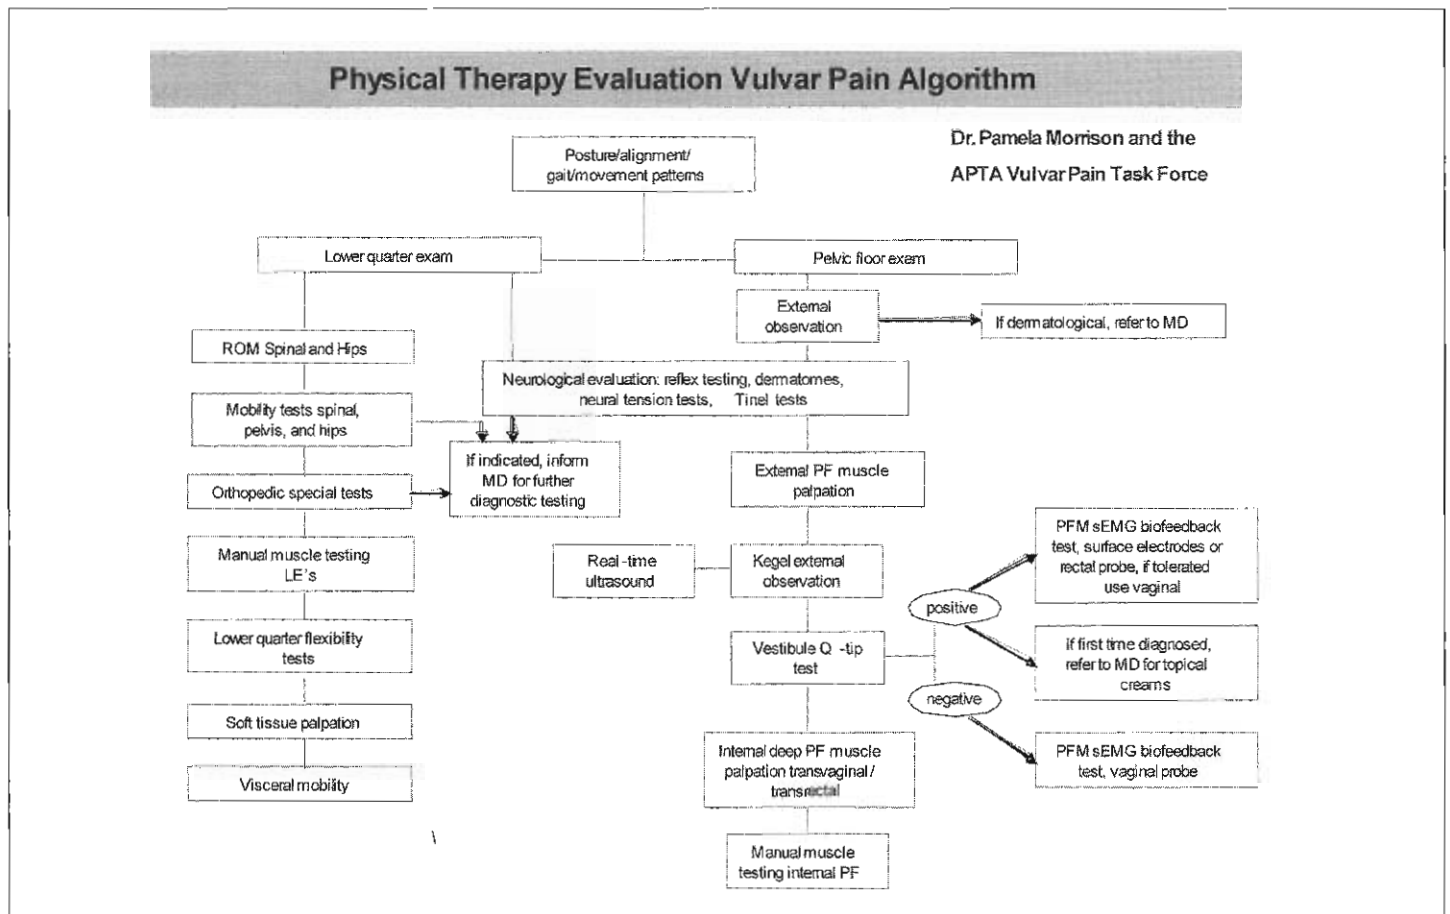 Physical Therapy Evaluation Vulvar Pain Algorithm
Dr. Pamela Morrison and the
APTA Vulvar Pain Task Force
Posture/alignment/
gait/movement patterns
Lower quarter exam
Pelvic floor exam
External
observation
If dermatological, refer to MD
ROM Spinal and Hips
Neurological evaluation: reflex testing, dermatomes,
neural tension tests, Tinel tests
Mobility tests spinal,
pelvis, and hips
If indicated, inform
MD for further
diagnostic testing
External PF muscle
palpation
Orthopedic special tests
Manual muscle testing
LE's
Real-time
ultrasound
Kegel external
observation
PFM sEMG biofeedback
test, surface electrodes or
rectal probe, if tolerated
use vaginal
positive
Lower quarter flexibility
tests
Vestibule Q -tip
test
If first time diagnosed,
refer to MD for topical
creams
negative
Soft tissue palpation
Internal deep PF muscle
palpation transvaginal /
transrectal
PFM sEMG biofeedback
test, vaginal probe
Visceral mobility
Manual muscle
testing internal PF